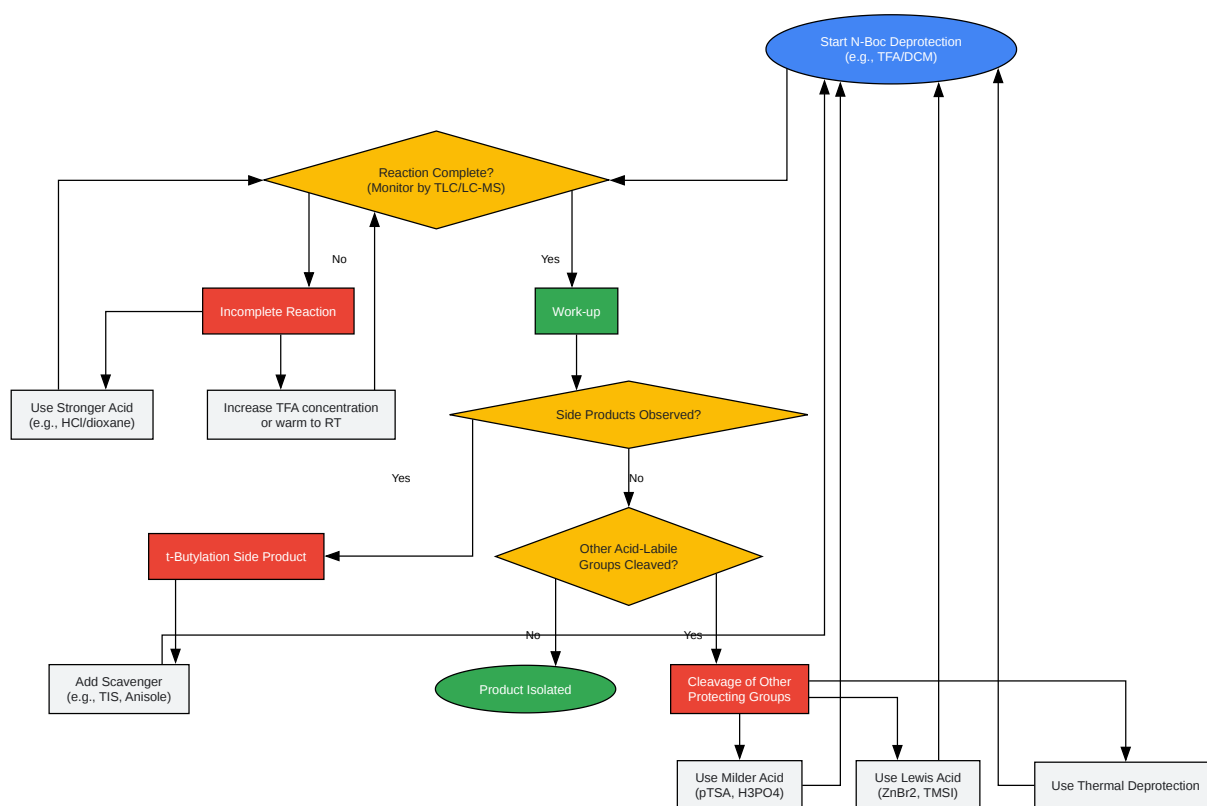 Start N-Boc Deprotection
(e.g., TFA/DCM)
Reaction Complete?
(Monitor by TLC/LC-MS)
No
Yes
Incomplete Reaction
Work-up
Use Stronger Acid
(e.g., HCl/dioxane)
Increase TFA concentration
or warm to RT
Side Products Observed?
Yes
No
t-Butylation Side Product
Other Acid-Labile
Groups Cleaved?
No
Yes
Add Scavenger
(e.g., TIS, Anisole)
Product Isolated
Cleavage of Other
Protecting Groups
Use Milder Acid
(pTSA, H3PO4)
Use Lewis Acid
(ZnBr2, TMSI)
Use Thermal Deprotection